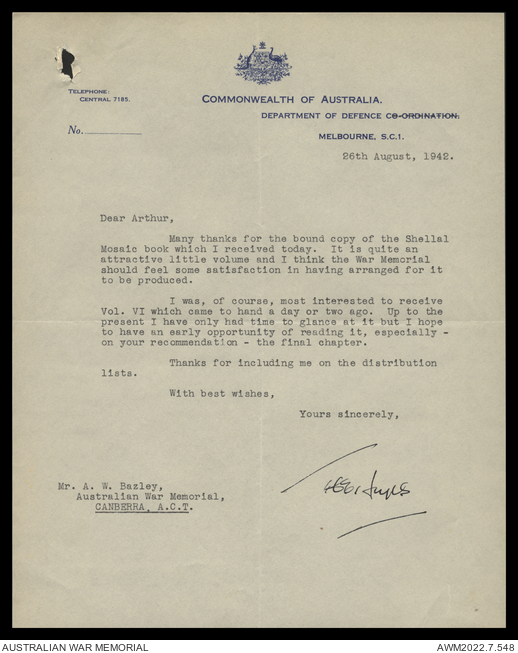 TELEPHONE:
CENTRAL 7185.
COMMONWEALTH OF AUSTRALIA.
DEPARTMENT OF DEFENCE CO-ORDINATION.
No.
MELBOURNE, S.C.1.
26th August, 1942.
Dear Arthur,
Many thanks for the bound copy of the Shellal
Mosaic book which I received today. It is quite an
attractive little volume and I think the War Memorial
should feel some satisfaction in having arranged for it
to be produced.
I was, of course, most interested to receive
Vol. VI which came to hand a day or two ago. Up to the
present I have only had time to glance at it but I hope
to have an early opportunity of reading it, especially -
on your recommendation - the final chapter.
Thanks for including me on the distribution
lists.
With best wishes,
Yours sincerely,
Mr. A. W. Bazley,
Australian War Memorial,
CANBERRA, A.C.T.
AUSTRALIAN WAR MEMORIAL
AWM2022.7.548